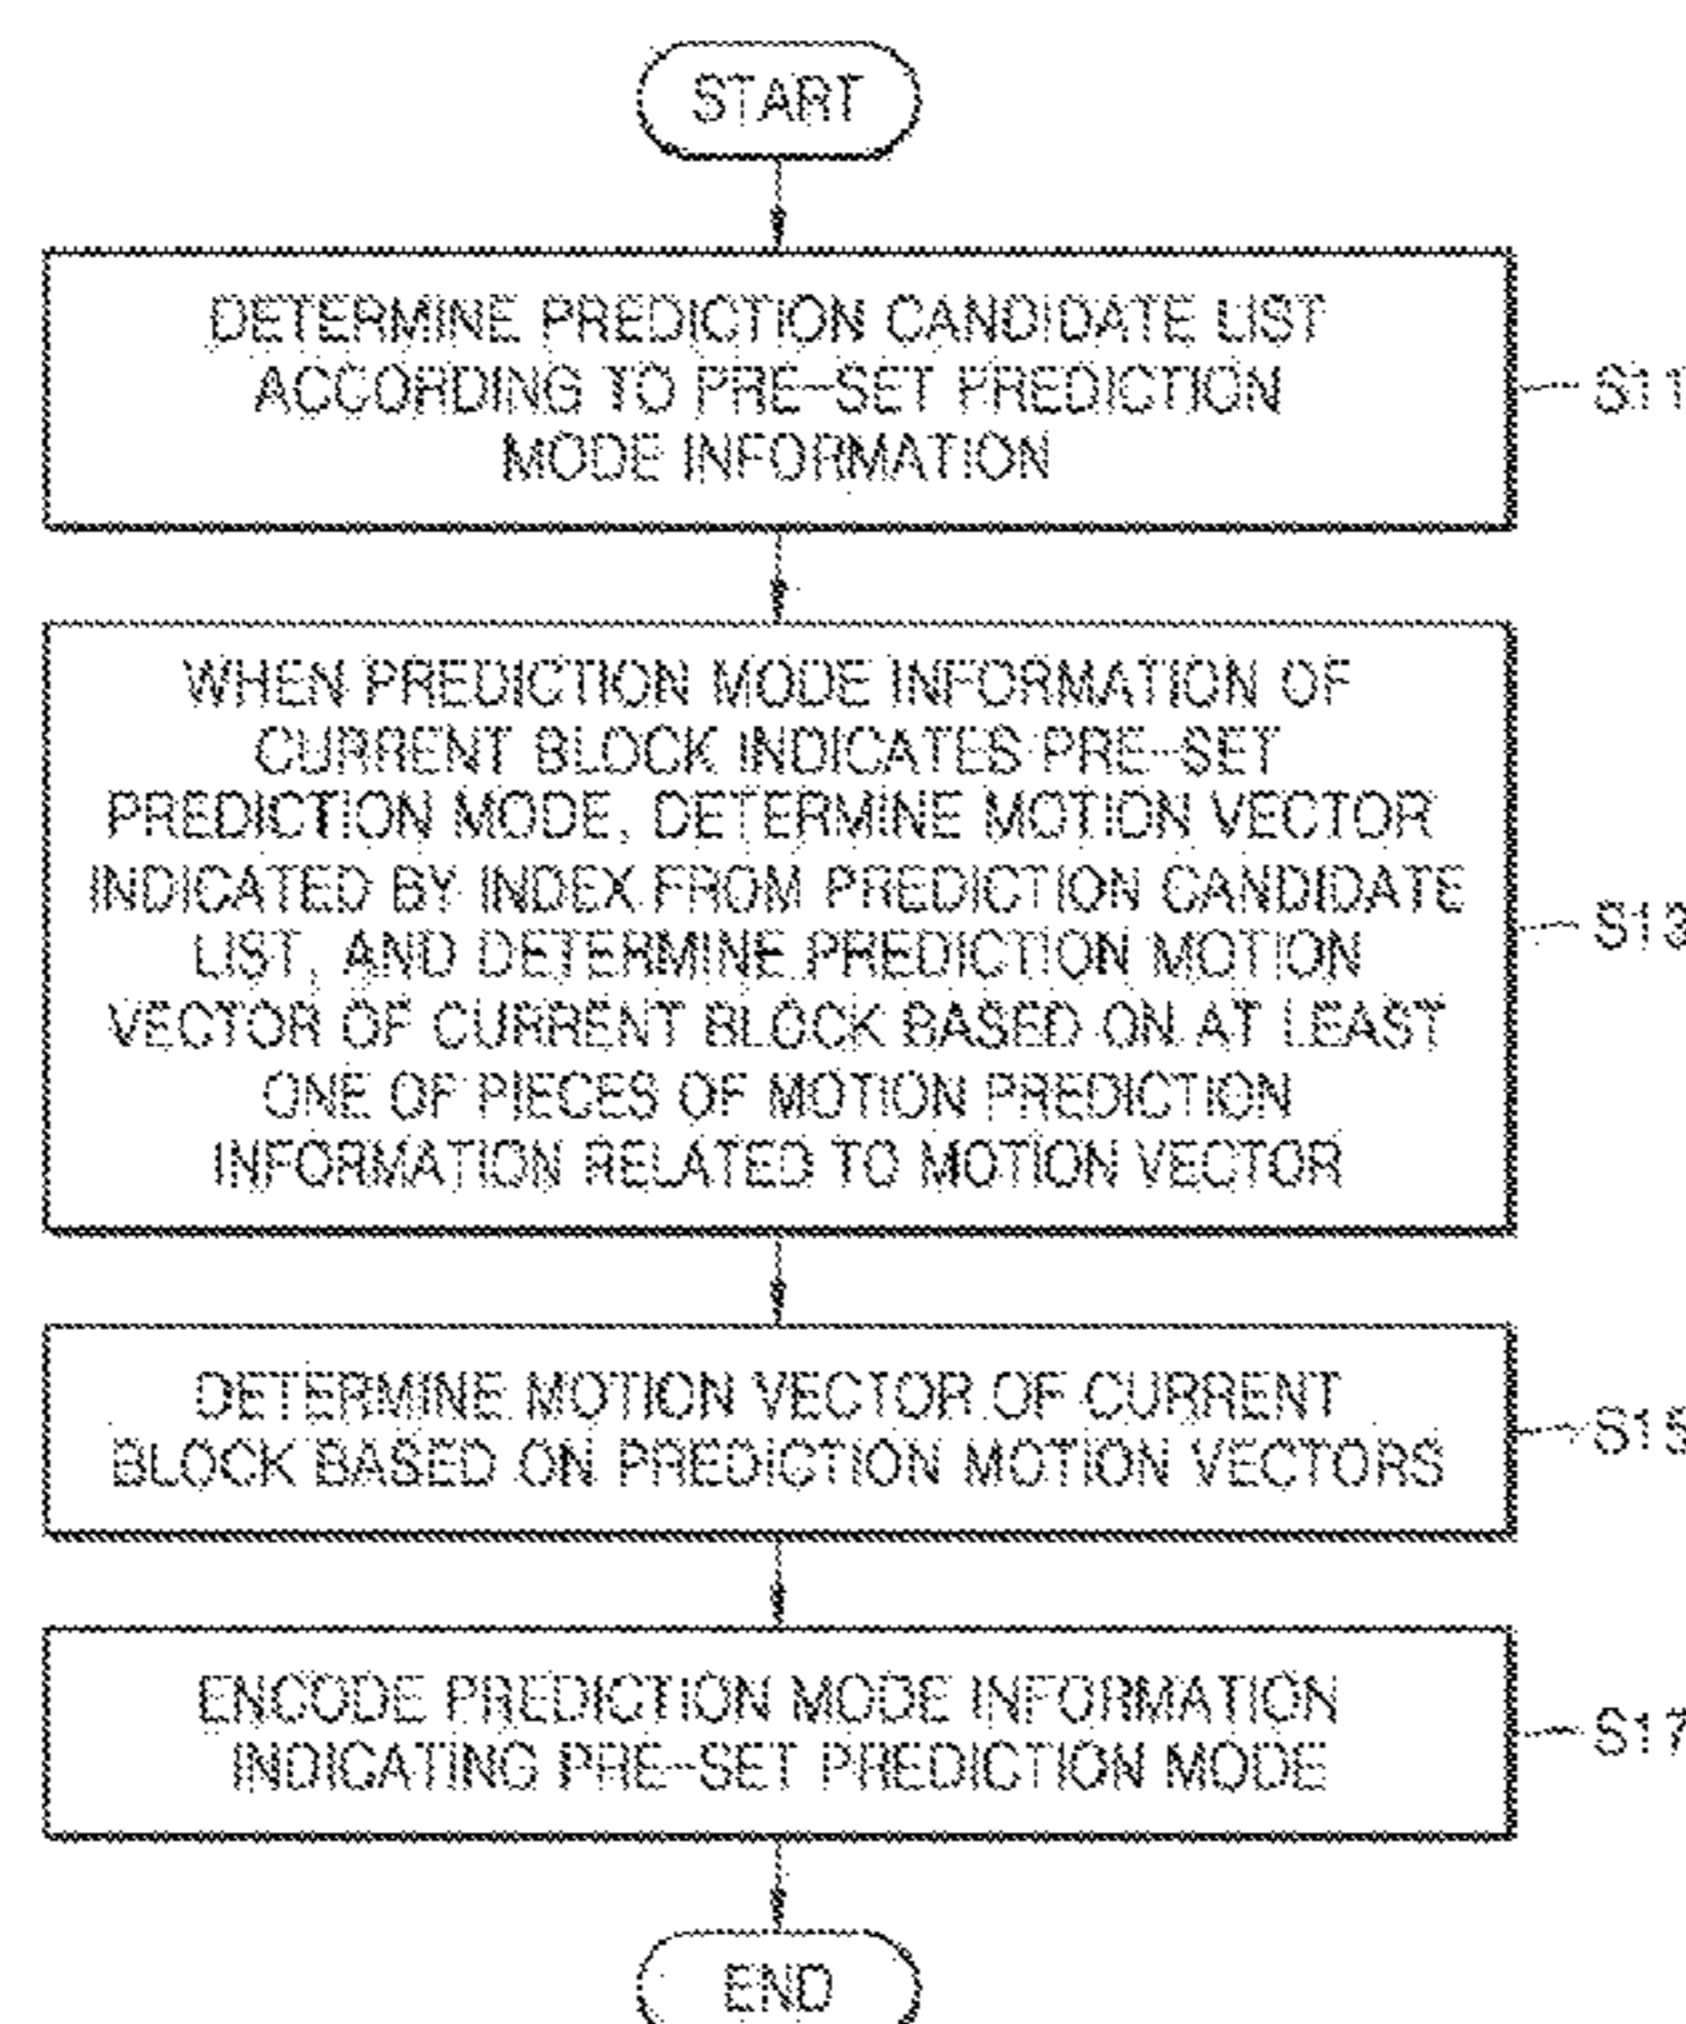 START
DETERMINE PREDICTION CANDIDATE LIST
ACCORDING TO PRE-SET PREDICTION
MODE INFORMATION
S11
WHEN PREDICTION MODE INFORMATION OF
CURRENT BLOCK INDICATES PRE-SET
PREDICTION MODE, DETERMINE MOTION VECTOR
INDICATED BY INDEX FROM PREDICTION CANDIDATE
LIST, AND DETERMINE PREDICTION MOTION
VECTOR OF CURRENT BLOCK BASED ON AT LEAST
ONE OF PIECES OF MOTION PREDICTION
INFORMATION RELATED TO MOTION VECTOR
S13
DETERMINE MOTION VECTOR OF CURRENT
BLOCK BASED ON PREDICTION MOTION VECTORS
S15
ENCODE PREDICTION MODE INFORMATION
INDICATING PRE-SET PREDICTION MODE
S17
END